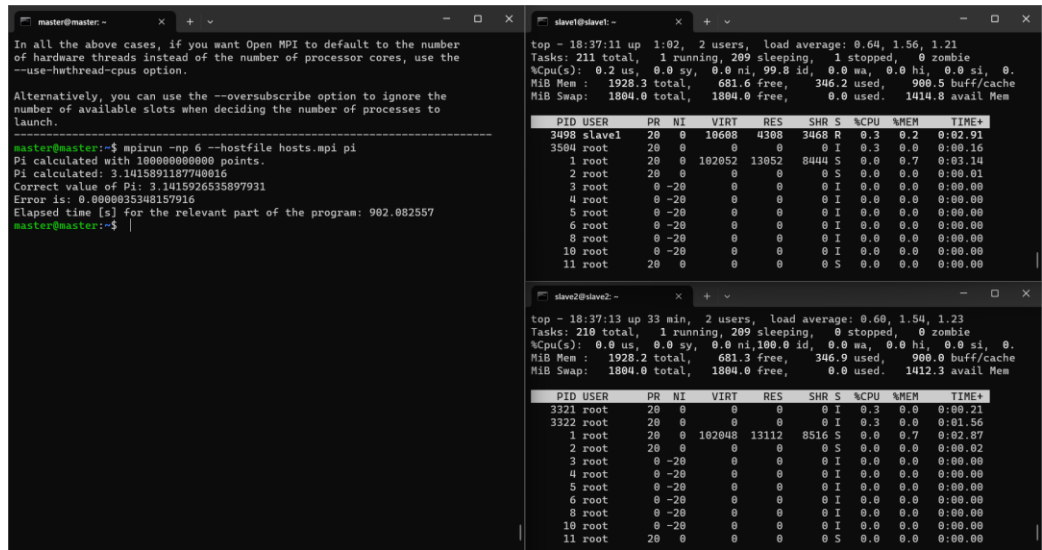 master@master: ~
In all the above cases, if you want Open MPI to default to the number
of hardware threads instead of the number of processor cores, use the
--use-hwthread-cpus option.
Alternatively, you can use the --oversubscribe option to ignore the
number of available slots when deciding the number of processes to
launch.
--------------------------------------------------------------------------
master@master:~$ mpirun -np 6 --hostfile hosts.mpi pi
Pi calculated with 100000000000 points.
Pi calculated: 3.1415891187740016
Correct value of Pi: 3.1415926535897931
Error is: 0.0000035348157916
Elapsed time [s] for the relevant part of the program: 902.082557
master@master:~$
slave1@slave1: ~
top - 18:37:11 up  1:02,  2 users,  load average: 0.64, 1.56, 1.21
Tasks: 211 total,   1 running, 209 sleeping,   1 stopped,   0 zombie
%Cpu(s):  0.2 us,  0.0 sy,  0.0 ni, 99.8 id,  0.0 wa,  0.0 hi,  0.0 si,  0.
MiB Mem :   1928.3 total,    681.6 free,    346.2 used,    900.5 buff/cache
MiB Swap:   1804.0 total,   1804.0 free,      0.0 used.   1414.8 avail Mem
PID USER      PR  NI    VIRT    RES    SHR S  %CPU  %MEM     TIME+
3498 slave1    20   0   10608   4308   3468 R   0.3   0.2   0:02.91
3504 root      20   0       0      0      0 I   0.3   0.0   0:00.16
1 root      20   0  102052  13052   8444 S   0.0   0.7   0:03.14
2 root      20   0       0      0      0 S   0.0   0.0   0:00.01
3 root       0 -20       0      0      0 I   0.0   0.0   0:00.00
4 root       0 -20       0      0      0 I   0.0   0.0   0:00.00
5 root       0 -20       0      0      0 I   0.0   0.0   0:00.00
6 root       0 -20       0      0      0 I   0.0   0.0   0:00.00
8 root       0 -20       0      0      0 I   0.0   0.0   0:00.00
10 root       0 -20       0      0      0 I   0.0   0.0   0:00.00
11 root      20   0       0      0      0 S   0.0   0.0   0:00.00
slave2@slave2: ~
top - 18:37:13 up 33 min,  2 users,  load average: 0.60, 1.54, 1.23
Tasks: 210 total,   1 running, 209 sleeping,   0 stopped,   0 zombie
%Cpu(s):  0.0 us,  0.0 sy,  0.0 ni,100.0 id,  0.0 wa,  0.0 hi,  0.0 si,  0.
MiB Mem :   1928.2 total,    681.3 free,    346.9 used,    900.0 buff/cache
MiB Swap:   1804.0 total,   1804.0 free,      0.0 used.   1412.3 avail Mem
PID USER      PR  NI    VIRT    RES    SHR S  %CPU  %MEM     TIME+
3321 root      20   0       0      0      0 I   0.3   0.0   0:00.21
3322 root      20   0       0      0      0 I   0.3   0.0   0:01.56
1 root      20   0  102048  13112   8516 S   0.0   0.7   0:02.87
2 root      20   0       0      0      0 S   0.0   0.0   0:00.02
3 root       0 -20       0      0      0 I   0.0   0.0   0:00.00
4 root       0 -20       0      0      0 I   0.0   0.0   0:00.00
5 root       0 -20       0      0      0 I   0.0   0.0   0:00.00
6 root       0 -20       0      0      0 I   0.0   0.0   0:00.00
8 root       0 -20       0      0      0 I   0.0   0.0   0:00.00
10 root       0 -20       0      0      0 I   0.0   0.0   0:00.00
11 root      20   0       0      0      0 S   0.0   0.0   0:00.00